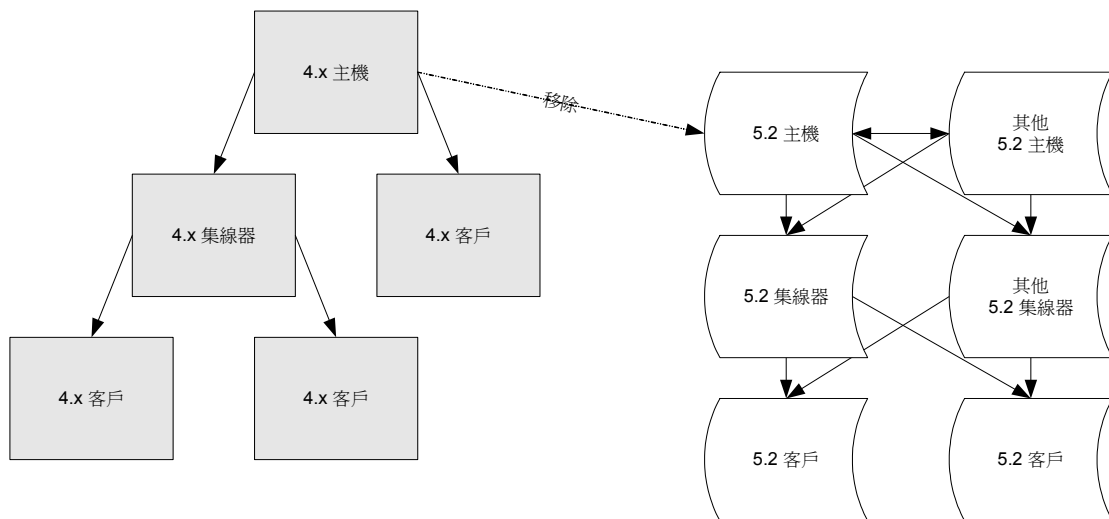 4.x 主機
移除
5.2 主機
其他
5.2 主機
4.x 集線器
4.x 客戶
5.2 集線器
其他
5.2 集線器
4.x 客戶
4.x 客戶
5.2 客戶
5.2 客戶